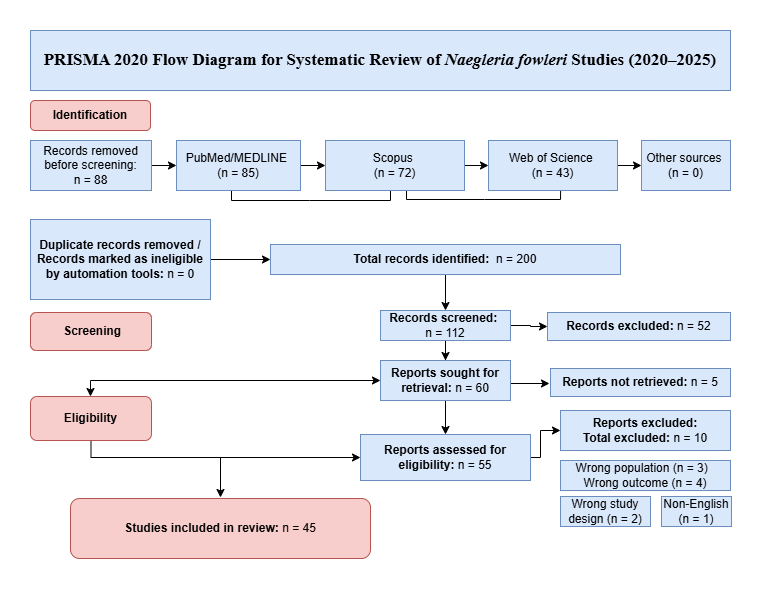 PRISMA 2020 Flow Diagram for Systematic Review of Naegleria fowleri Studies (2020–2025)
Identification
Records removed
before screening:
n = 88
PubMed/MEDLINE
(n = 85)
Scopus
(n = 72)
Web of Science
(n = 43)
Other sources
(n = 0)
Duplicate records removed /
Records marked as ineligible
by automation tools: n = 0
Total records identified: n = 200
Screening
Records screened:
n = 112
Records excluded: n = 52
Reports sought for
retrieval: n = 60
Reports not retrieved: n = 5
Eligibility
Reports assessed for
eligibility: n = 55
Reports excluded:
Total excluded: n = 10
Wrong population (n = 3)
Wrong outcome (n = 4)
Wrong study
design (n = 2)
Non-English
(n = 1)
Studies included in review: n = 45